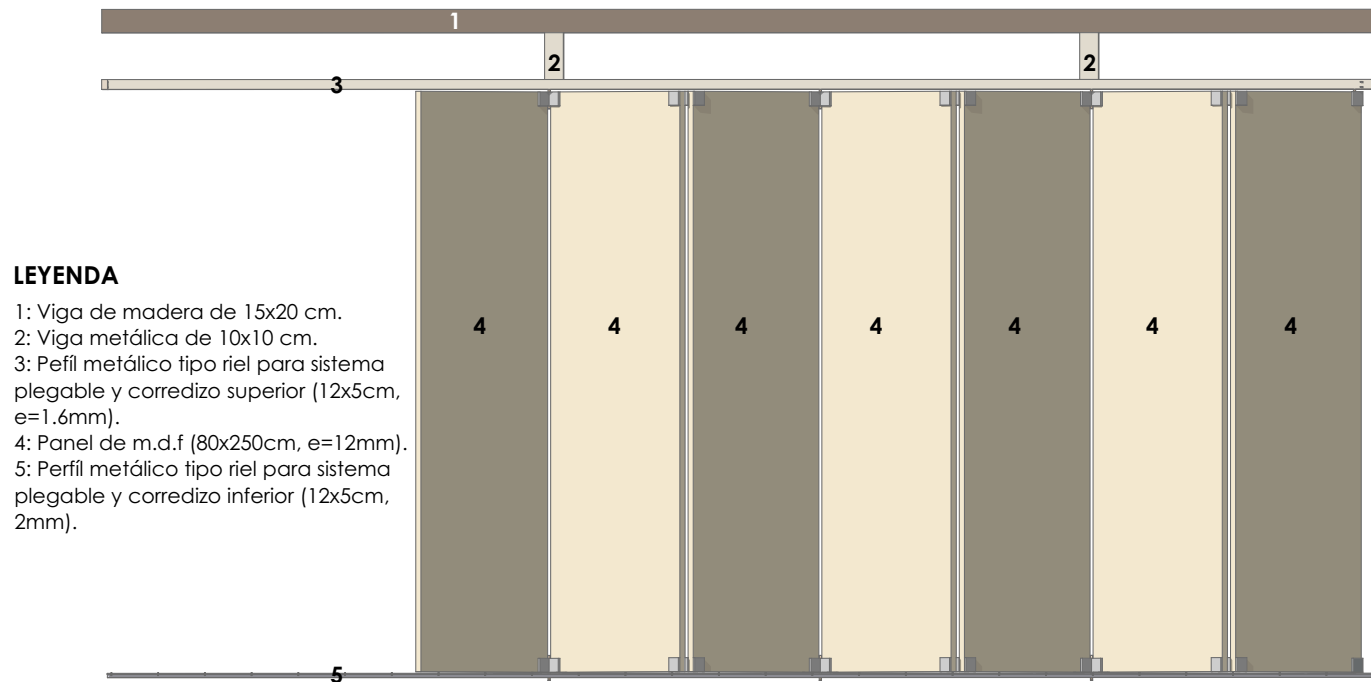 1
2 2
3
LEYENDA
1: Viga de madera de 15x20 cm.
2: Viga metálica de 10x10 cm.
3: Pefíl metálico tipo riel para sistema
plegable y corredizo superior (12x5cm,
e=1.6mm).
4: Panel de m.d.f (80x250cm, e=12mm).
5: Perfíl metálico tipo riel para sistema
plegable y corredizo inferior (12x5cm,
2mm).
4 4 4 4 4 4 4
5